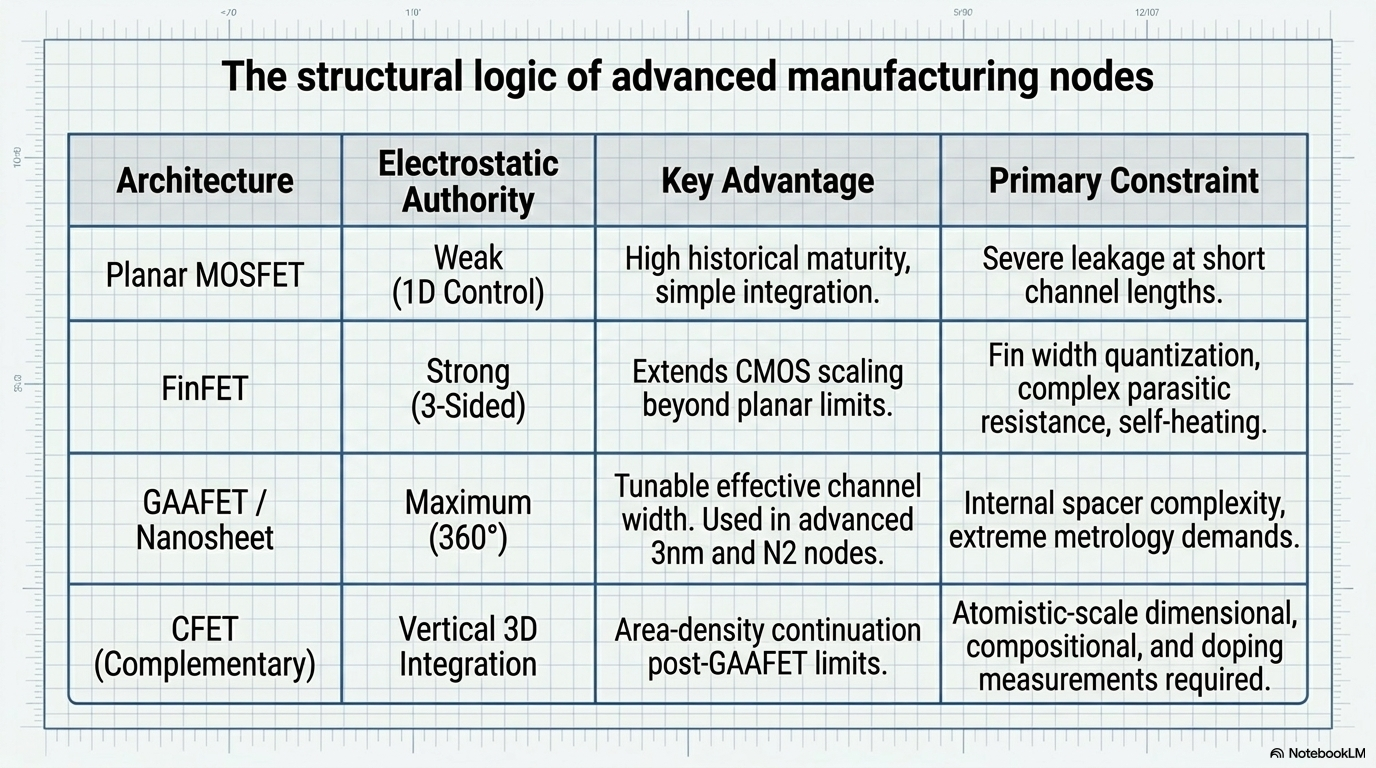 The structural logic of advanced manufacturing nodes
Architecture
Electrostatic
Authority
Key Advantage
Primary Constraint
Planar MOSFET
Weak
(1D Control)
High historical maturity,
simple integration.
Severe leakage at short
channel lengths.
FinFET
Strong
(3-Sided)
Extends CMOS scaling
beyond planar limits.
Fin width quantization,
complex parasitic
resistance, self-heating.
GAAFET /
Nanosheet
Maximum
(360°)
Tunable effective channel
width. Used in advanced
3nm and N2 nodes.
Internal spacer complexity,
extreme metrology demands.
CFET
(Complementary)
Vertical 3D
Integration
Area-density continuation
post-GAAFET limits.
Atomistic-scale dimensional,
compositional, and doping
measurements required.
NotebookLM